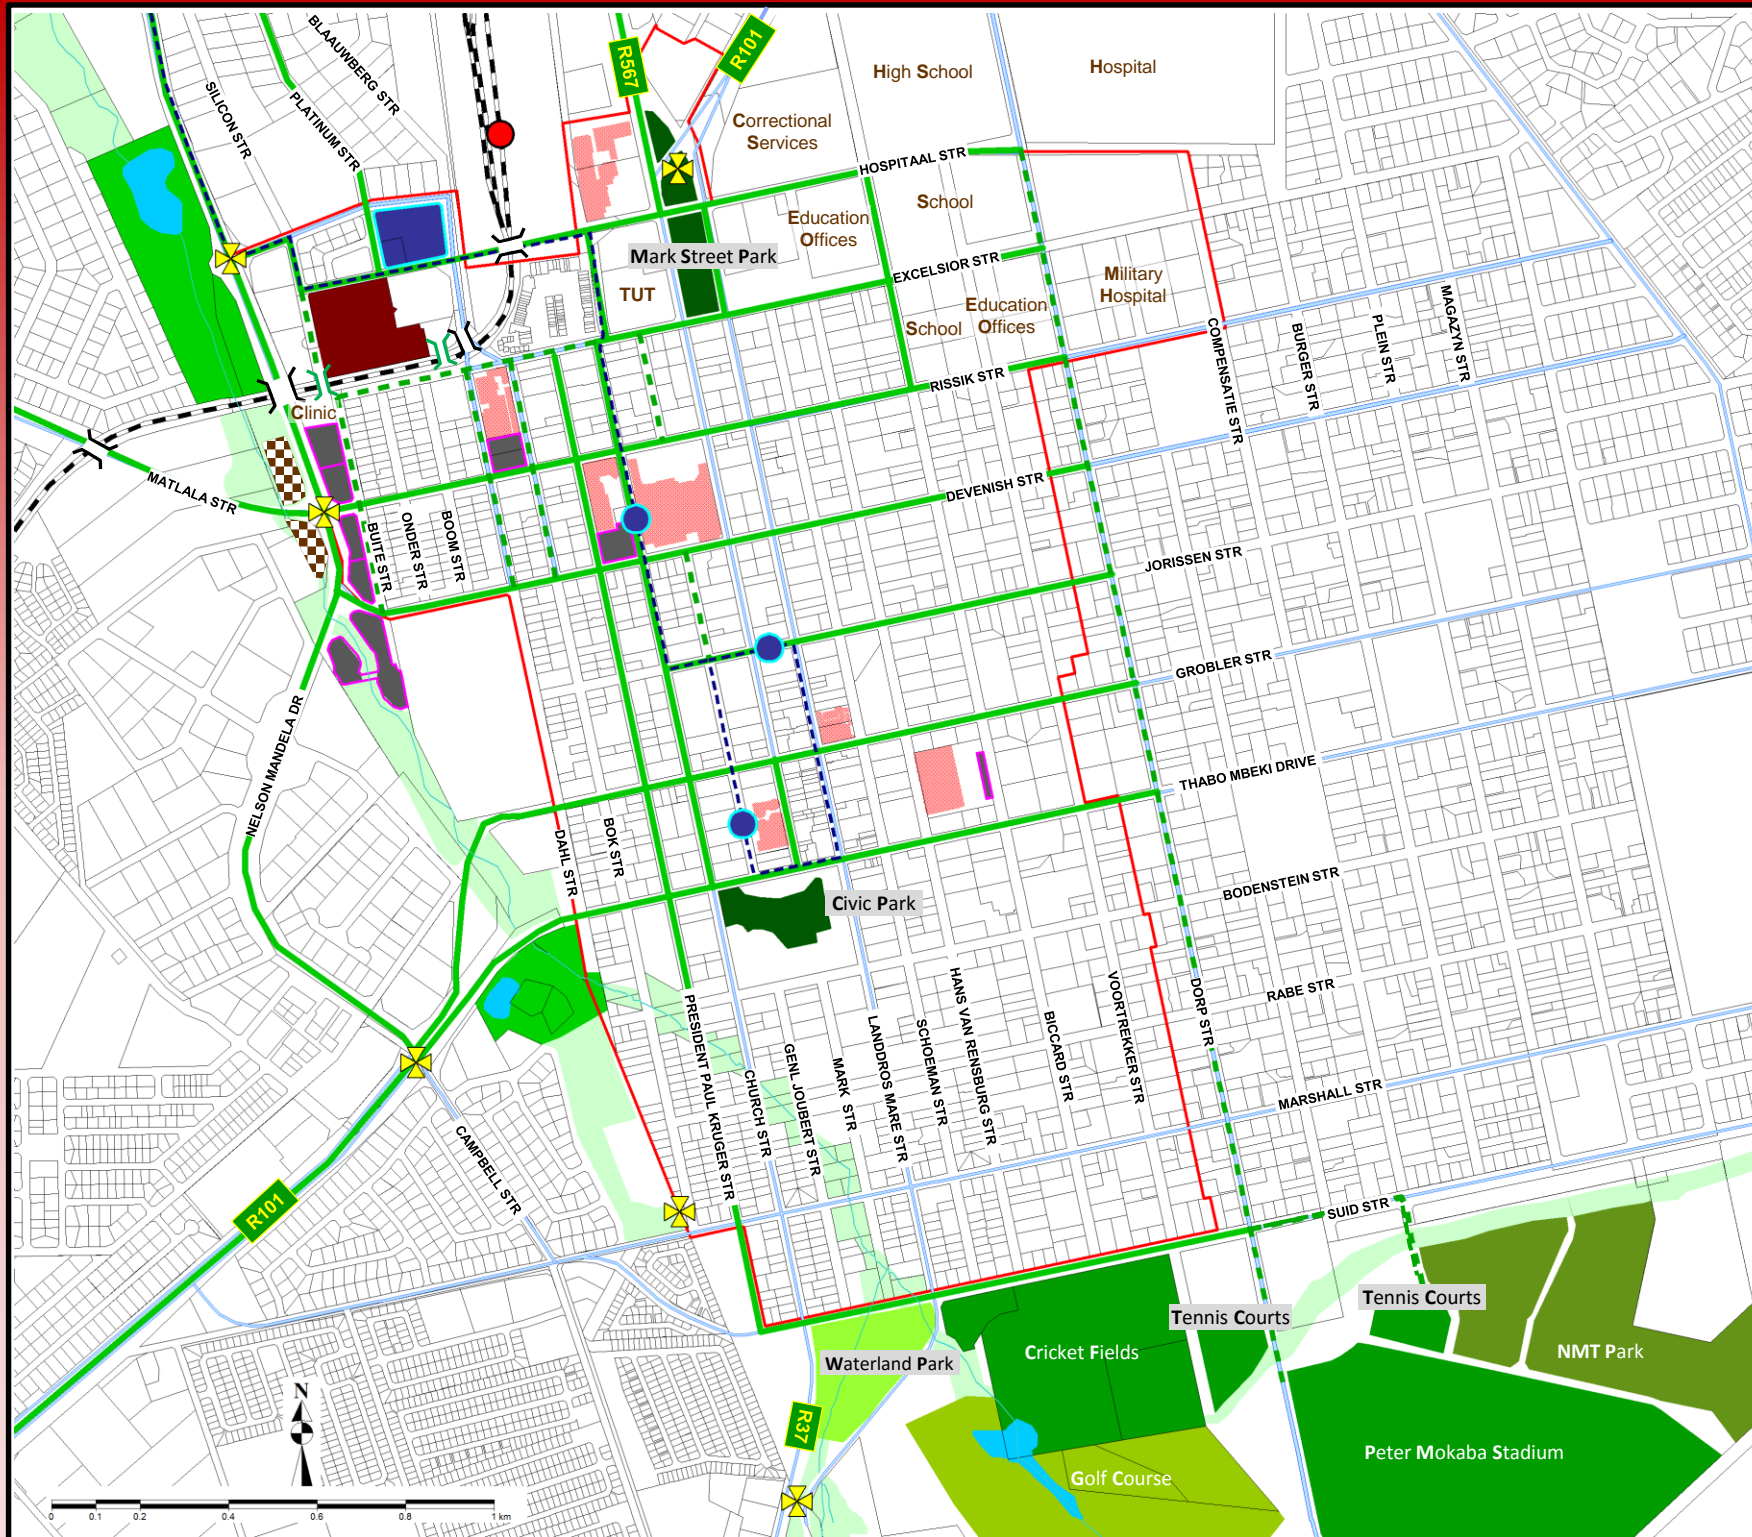 BLAAUWBERG STR
R567
R101
SILICON STR
PLATINUM STR
High School
Hospital
Correctional
Services
HOSPITAAL STR
School
Education
Offices
Mark Street Park
EXCELSIOR STR
TUT
Military
Hospital
Education
Offices
School
COMPENSATIE STR
BURGER STR
PLEIN STR
MAGAZYN STR
RISSIK STR
Clinic
MATLALA STR
DEVENISH STR
BUITE STR
ONDER STR
BOOM STR
JORISSEN STR
GROBLER STR
NELSON MANDELA DR
THABO MBEKI DRIVE
DAHL STR
BOK STR
BODENSTEIN STR
Civic Park
RABE STR
PRESIDENT PAUL KRUGER STR
CHURCH STR
GENL JOUBERT STR
MARK STR
LANDDROS MARE STR
SCHOEMAN STR
HANS VAN RENSBURG STR
BICCARD STR
VOORTREKKER STR
DORP STR
MARSHALL STR
CAMPBELL STR
R101
SUID STR
Tennis Courts
Tennis Courts
Waterland Park
Cricket Fields
NMT Park
R37
N
Peter Mokaba Stadium
Golf Course
0 0.1 0.2 0.4 0.6 0.8 1 km